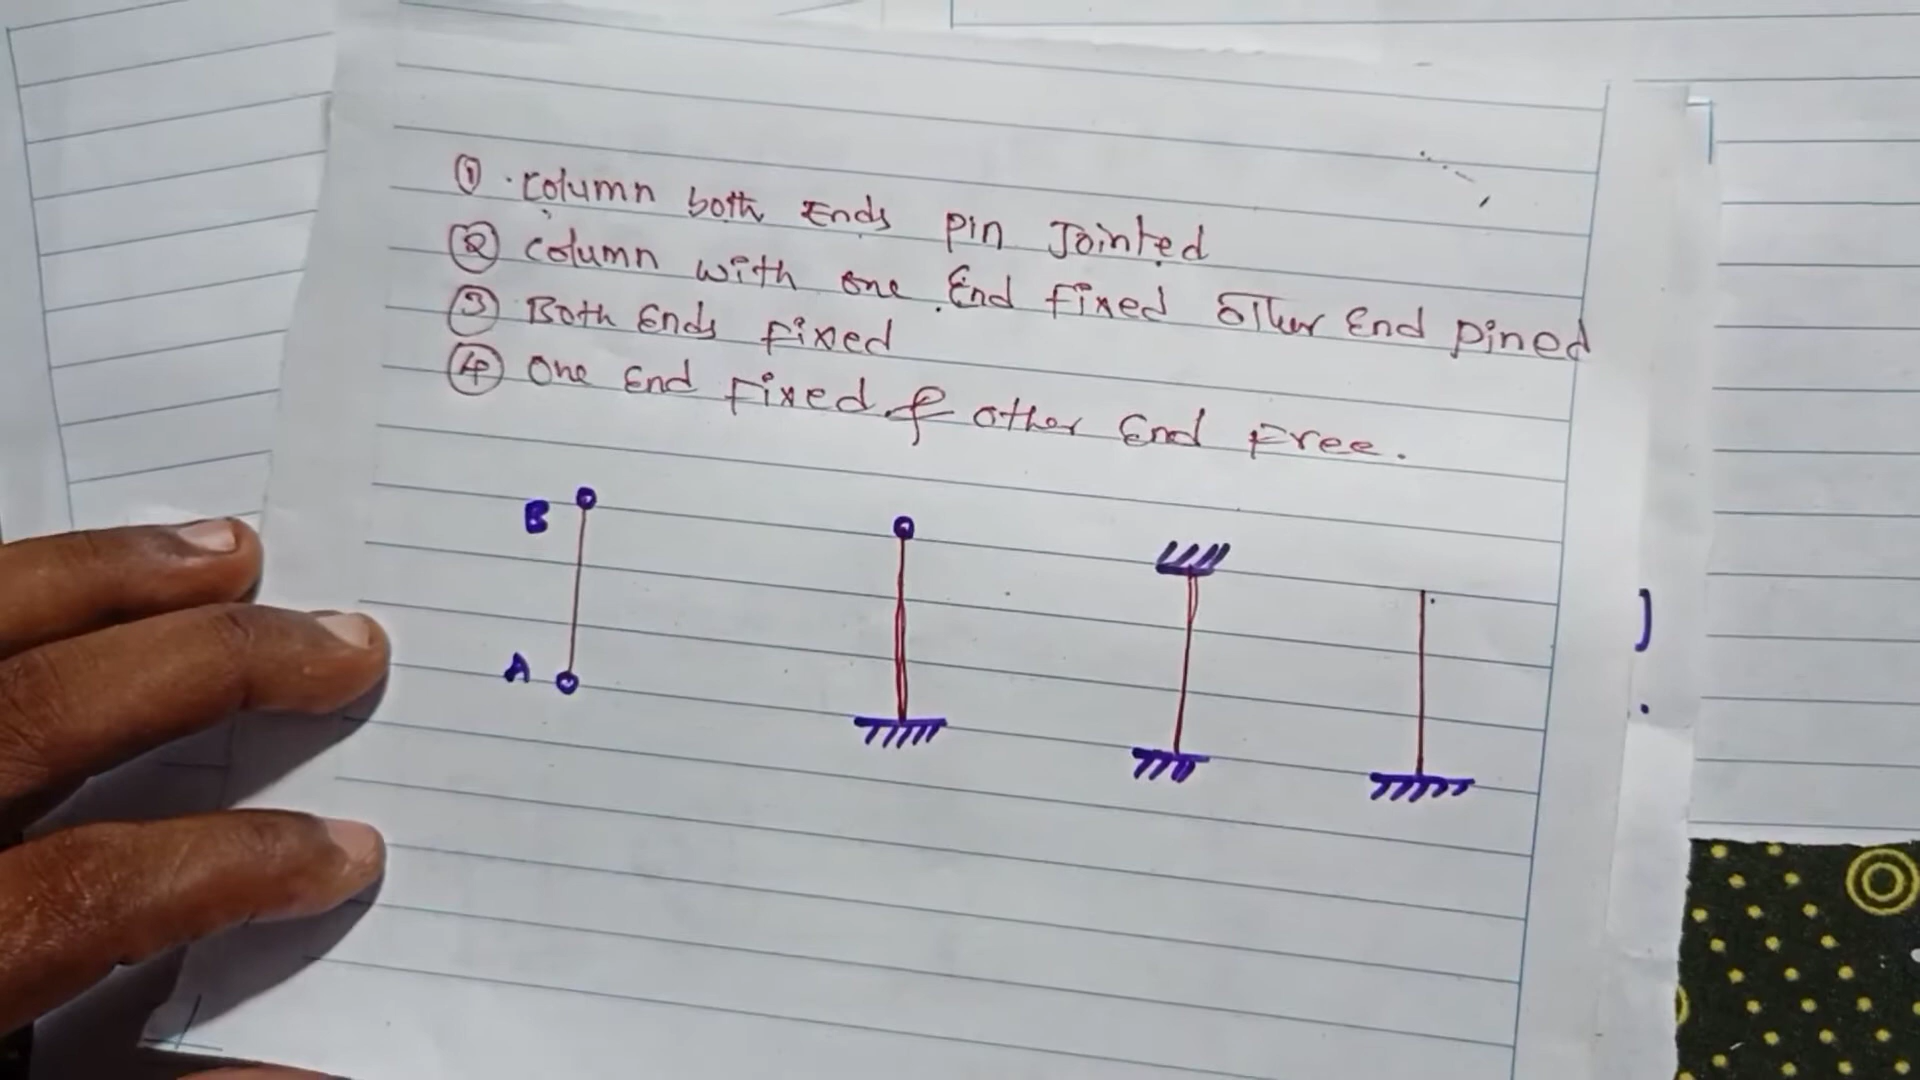 ① column both Ends Pin Jointed
② column with one End fixed other End pined
③ Both Ends Fixed
④ One End Fixed & other End Free.
B
A